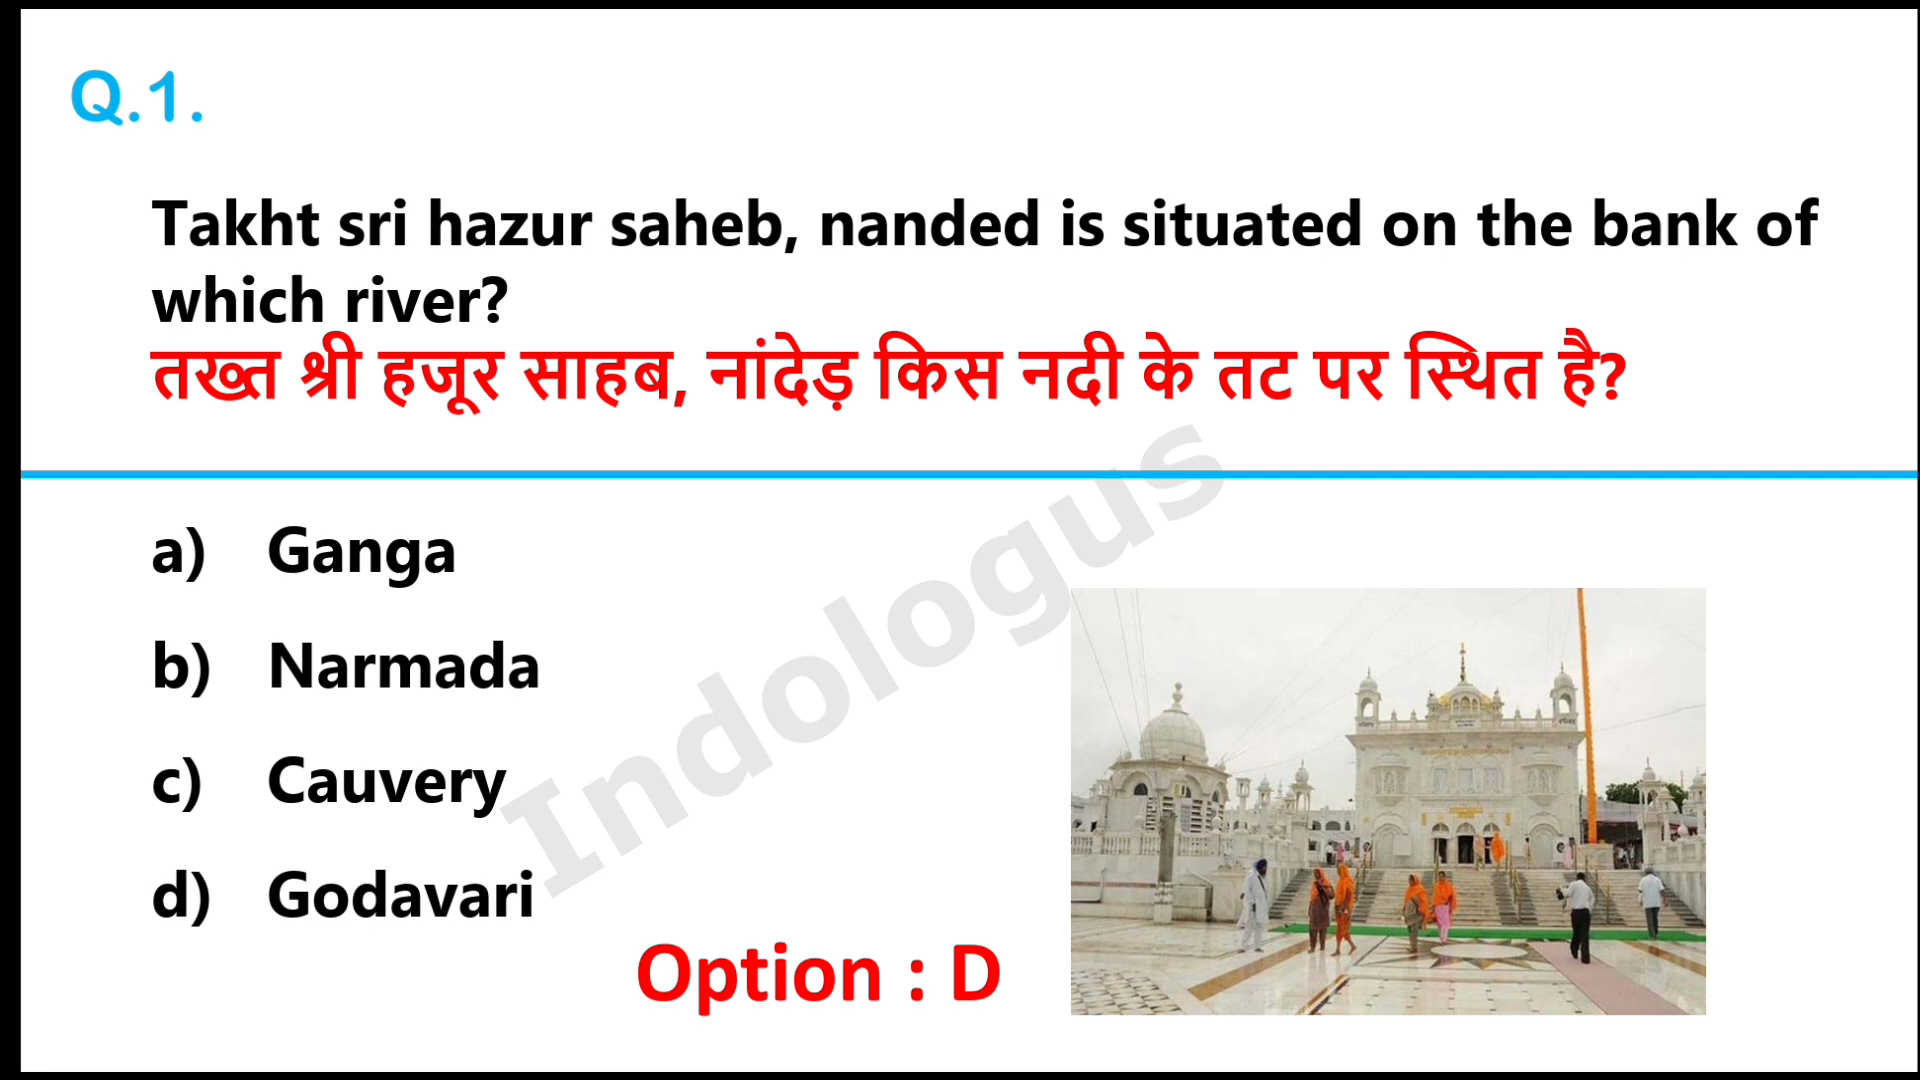 Q.1.
Takht sri hazur saheb, nanded is situated on the bank of
which river?
तख्त श्री हजूर साहब, नांदेड़ किस नदी के तट पर स्थित है?
a) Ganga
b) Narmada
c) Cauvery
d) Godavari
Option : D
Indologus